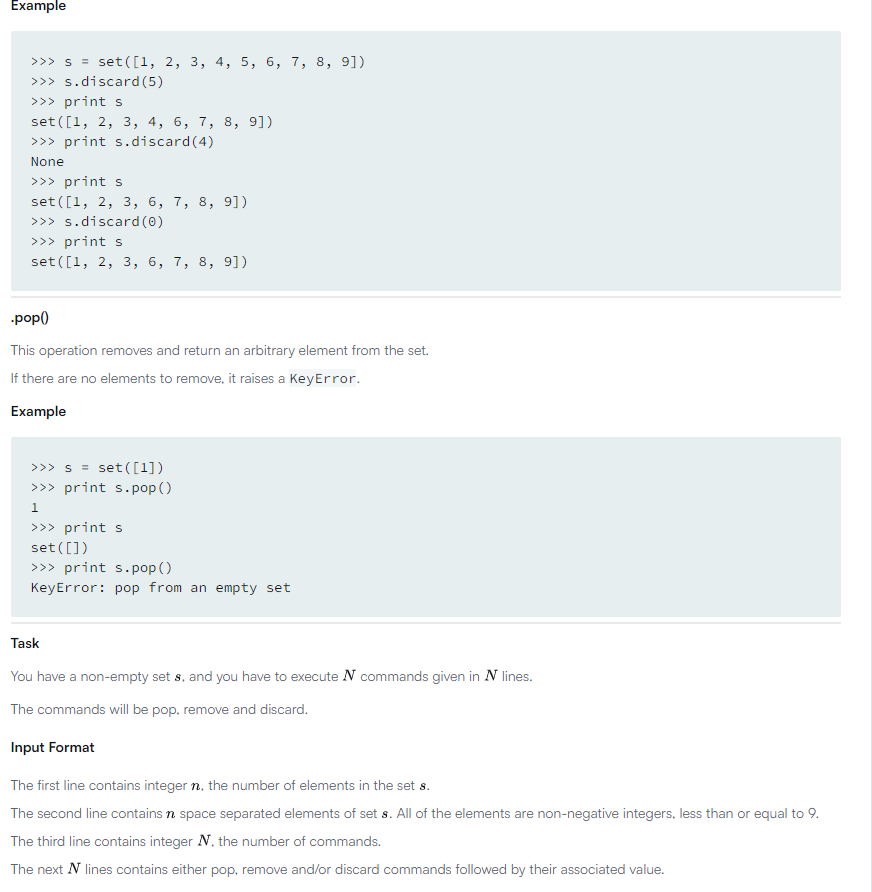 Example
>>> s = set([1, 2, 3, 4, 5, 6, 7, 8, 9])
>>> s.discard(5)
>>> print s
set([1, 2, 3, 4, 6, 7, 8, 9])
>>> print s.discard(4)
None
>>> print s
set([1, 2, 3, 6, 7, 8, 9])
>>> s.discard(0)
>>> print s
set([1, 2, 3, 6, 7, 8, 9])
.pop()
This operation removes and return an arbitrary element from the set.
If there are no elements to remove, it raises a KeyError.
Example
>>> s = set([1])
>>> print s.pop()
1
>>> print s
set([])
>>> print s.pop()
KeyError: pop from an empty set
Task
You have a non-empty set s, and you have to execute N commands given in N lines.
The commands will be pop, remove and discard.
Input Format
The first line contains integer n, the number of elements in the set s.
The second line contains n space separated elements of set s. All of the elements are non-negative integers, less than or equal to 9.
The third line contains integer N, the number of commands.
The next N lines contains either pop, remove and/or discard commands followed by their associated value.